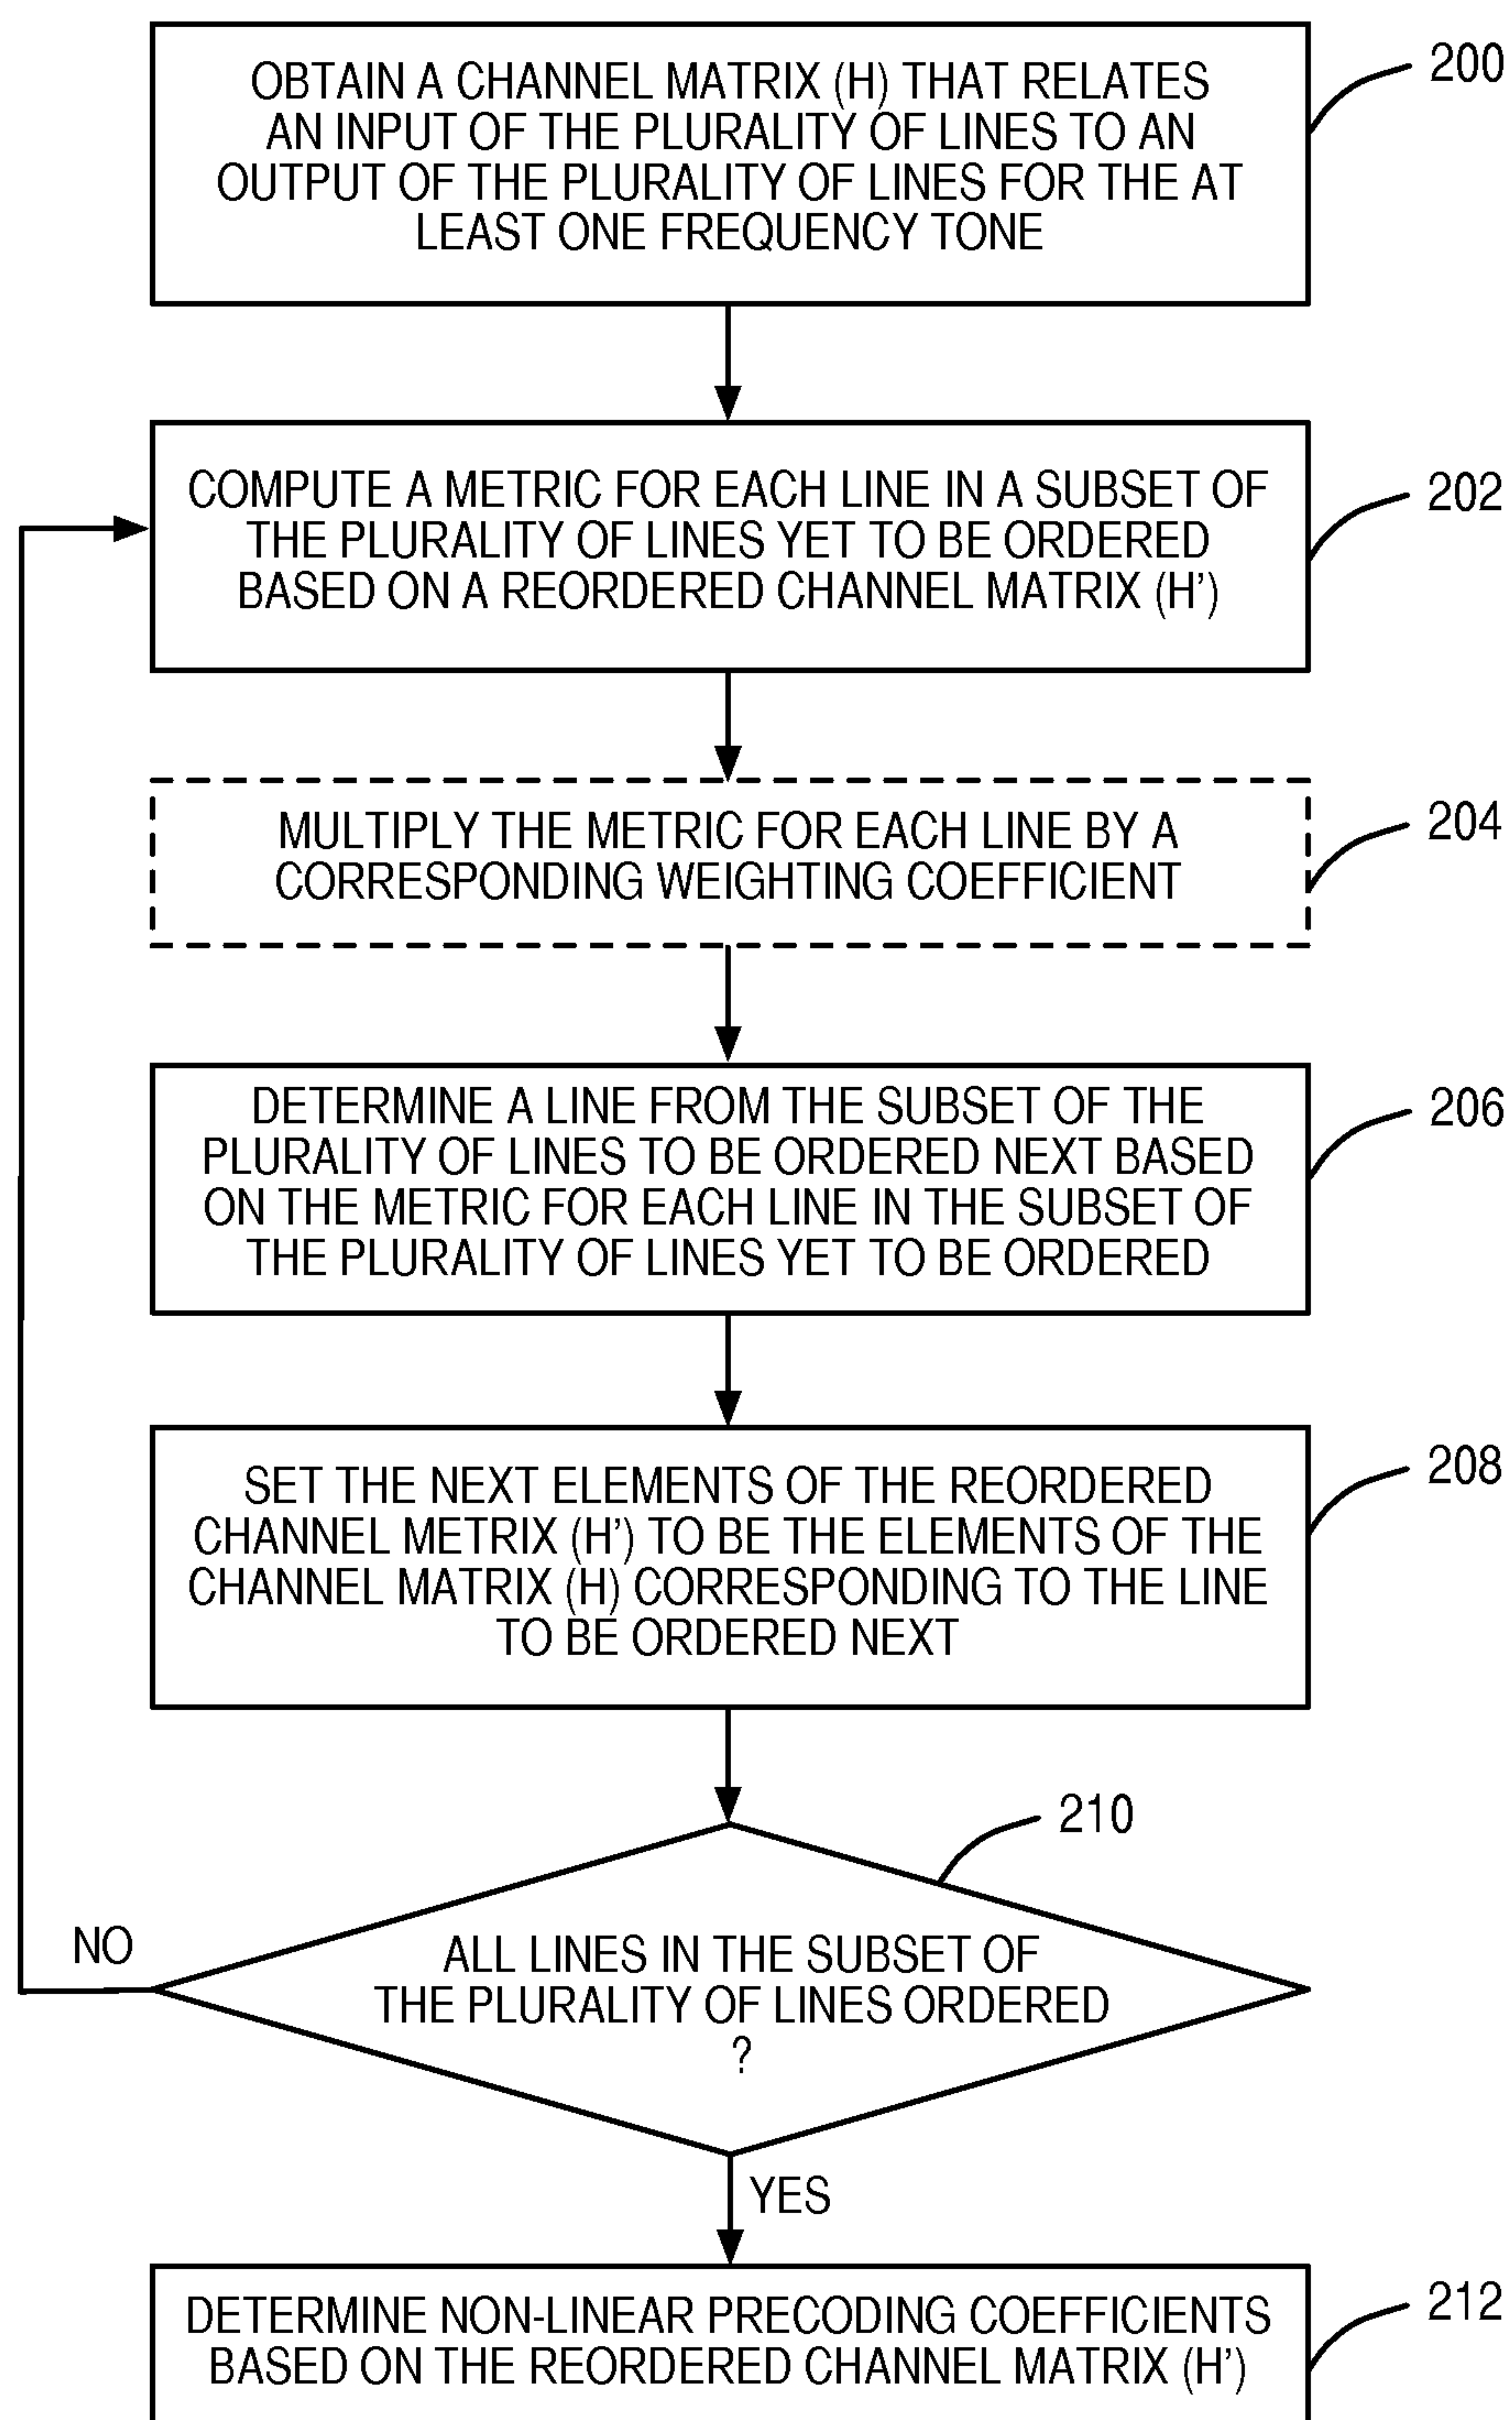 OBTAIN A CHANNEL MATRIX (H) THAT RELATES
AN INPUT OF THE PLURALITY OF LINES TO AN
OUTPUT OF THE PLURALITY OF LINES FOR THE AT
LEAST ONE FREQUENCY TONE
200
COMPUTE A METRIC FOR EACH LINE IN A SUBSET OF
THE PLURALITY OF LINES YET TO BE ORDERED
BASED ON A REORDERED CHANNEL MATRIX (H')
202
MULTIPLY THE METRIC FOR EACH LINE BY A
CORRESPONDING WEIGHTING COEFFICIENT
204
DETERMINE A LINE FROM THE SUBSET OF THE
PLURALITY OF LINES TO BE ORDERED NEXT BASED
ON THE METRIC FOR EACH LINE IN THE SUBSET OF
THE PLURALITY OF LINES YET TO BE ORDERED
206
SET THE NEXT ELEMENTS OF THE REORDERED
CHANNEL METRIX (H') TO BE THE ELEMENTS OF THE
CHANNEL MATRIX (H) CORRESPONDING TO THE LINE
TO BE ORDERED NEXT
208
210
NO
ALL LINES IN THE SUBSET OF
THE PLURALITY OF LINES ORDERED
?
YES
DETERMINE NON-LINEAR PRECODING COEFFICIENTS
BASED ON THE REORDERED CHANNEL MATRIX (H')
212